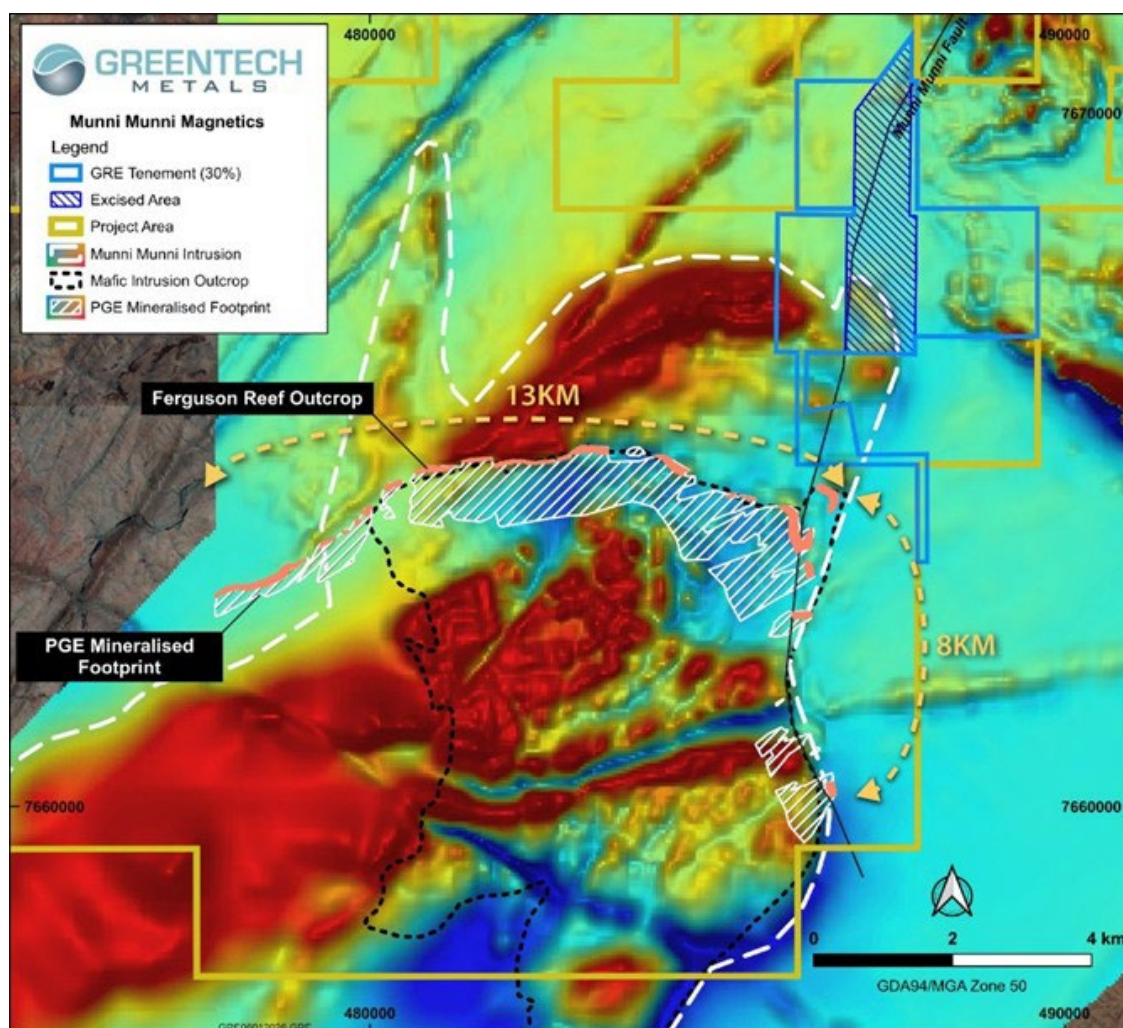 GREENTECH
METALS
Munni Munni Magnetics
Legend
GRE Tenement (30%)
Excised Area
Project Area
Munni Munni Intrusion
Mafic Intrusion Outcrop
PGE Mineralised Footprint
480000
490000
Munni Munni Fault
7670000
Ferguson Reef Outcrop
13KM
PGE Mineralised
Footprint
8KM
7660000
7660000
0 2 4 km
GDA94/MGA Zone 50
480000
490000